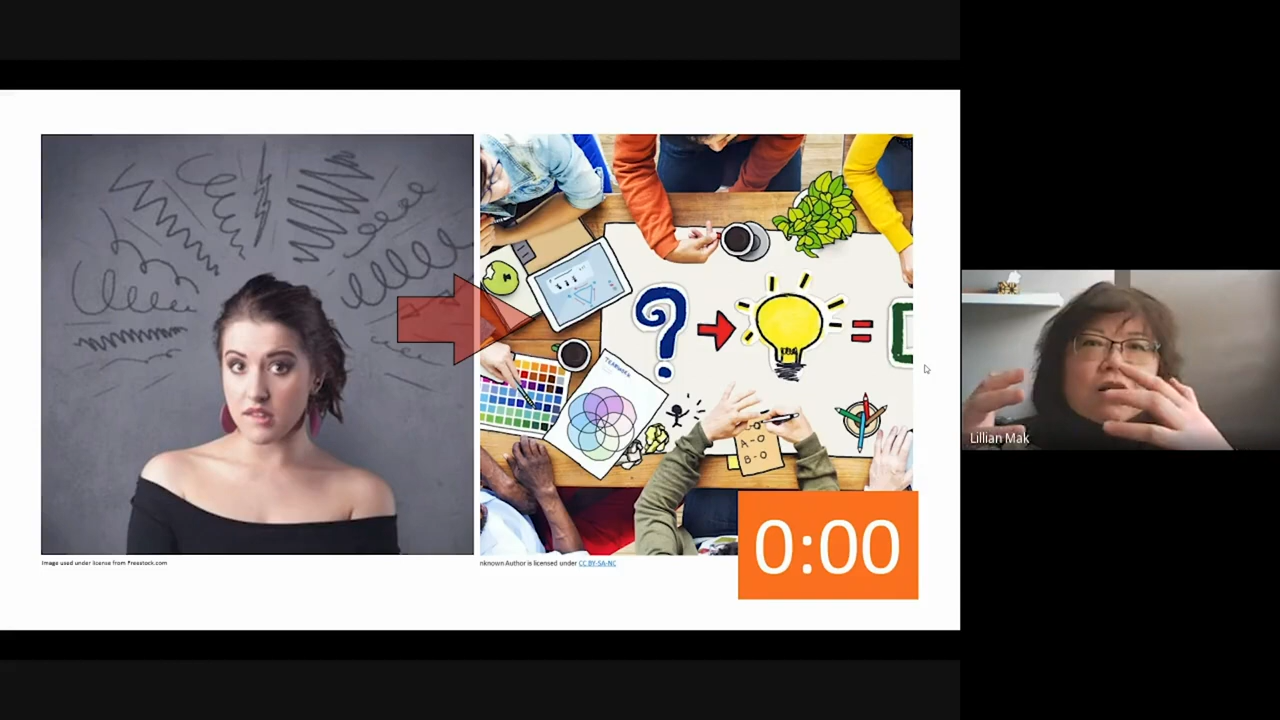 TEAMWORK
?
=
A-O
B-O
0:00
Image used under license from Freestock.com
nknown Author is licensed under CC BY-SA-NC
Lillian Mak